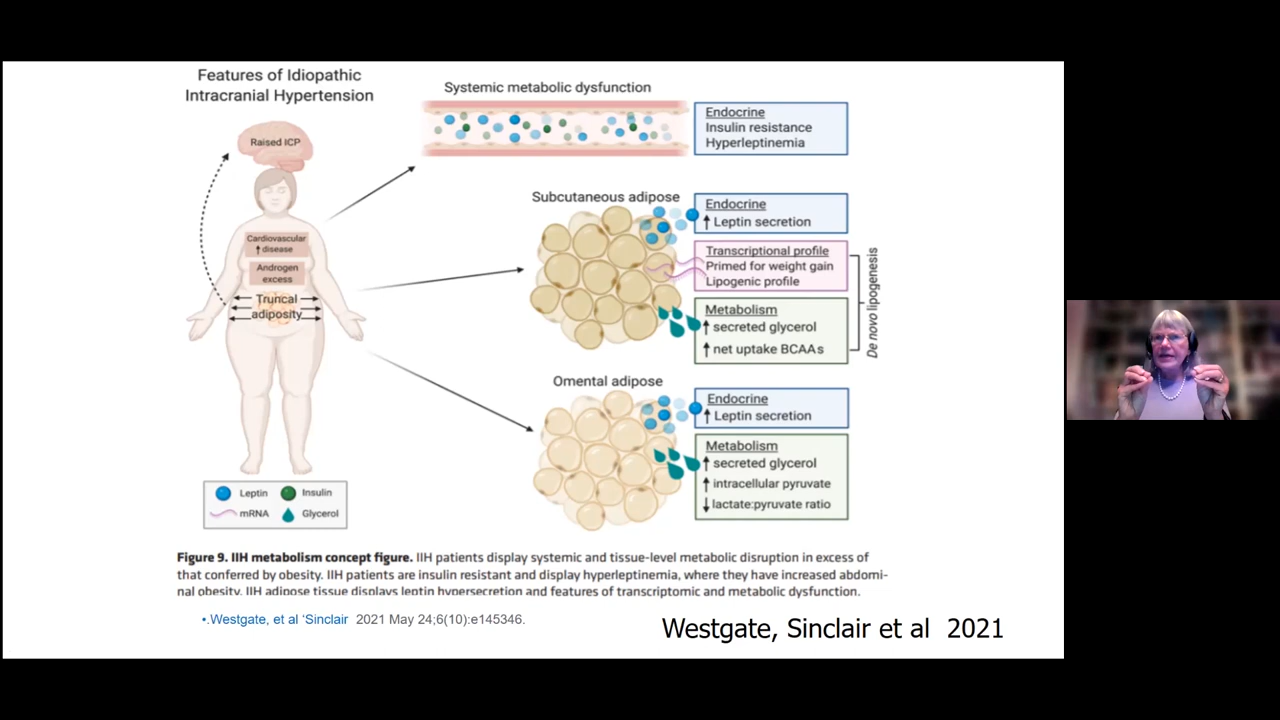 Features of Idiopathic
Intracranial Hypertension
Raised ICP
Cardiovascular
↑ disease
Androgen
excess
Truncal
adiposity
Leptin
Insulin
mRNA
Glycerol
Systemic metabolic dysfunction
Endocrine
Insulin resistance
Hyperleptinemia
Subcutaneous adipose
Endocrine
↑ Leptin secretion
Transcriptional profile
Primed for weight gain
Lipogenic profile
Metabolism
↑ secreted glycerol
↑ net uptake BCAAs
De novo lipogenesis
Omental adipose
Endocrine
↑ Leptin secretion
Metabolism
↑ secreted glycerol
↑ intracellular pyruvate
↓ lactate:pyruvate ratio
Figure 9. IIH metabolism concept figure. IIH patients display systemic and tissue-level metabolic disruption in excess of
that conferred by obesity. IIH patients are insulin resistant and display hyperleptinemia, where they have increased abdomi-
nal obesity. IIH adipose tissue displays leptin hypersecretion and features of transcriptomic and metabolic dysfunction.
•.Westgate, et al ‘Sinclair 2021 May 24;6(10):e145346.
Westgate, Sinclair et al 2021